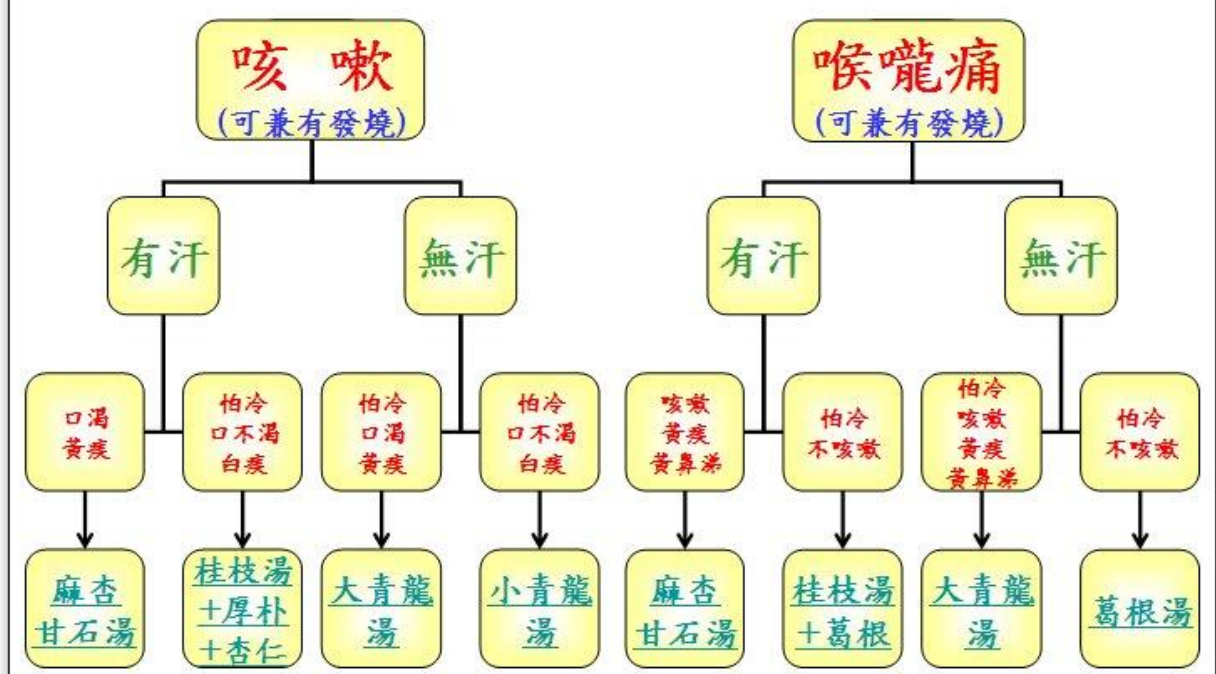 咳嗽
(可兼有發燒)
喉嚨痛
(可兼有發燒)
有汗
無汗
有汗
無汗
口渴
黃痰
怕冷
口不渴
白痰
怕冷
口渴
黃痰
怕冷
口不渴
白痰
咳嗽
黃痰
黃鼻涕
怕冷
不咳嗽
怕冷
咳嗽
黃痰
黃鼻涕
怕冷
不咳嗽
麻杏
甘石湯
桂枝湯
+厚朴
+杏仁
大青龍
湯
小青龍
湯
麻杏
甘石湯
桂枝湯
+葛根
大青龍
湯
葛根湯